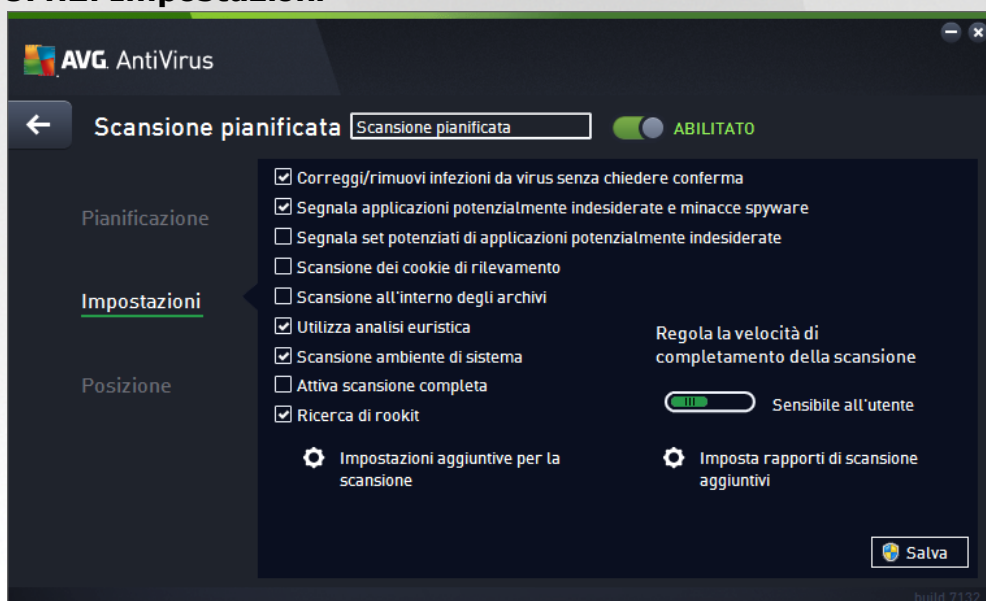 AVG. AntiVirus
Scansione pianificata
Scansione pianificata
ABILITATO
Pianificazione
Impostazioni
Posizione
Correggi/rimuovi infezioni da virus senza chiedere conferma
Segnala applicazioni potenzialmente indesiderate e minacce spyware
Segnala set potenziati di applicazioni potenzialmente indesiderate
Scansione dei cookie di rilevamento
Scansione all'interno degli archivi
Utilizza analisi euristica
Scansione ambiente di sistema
Attiva scansione completa
Ricerca di rookit
Regola la velocità di
completamento della scansione
Sensibile all'utente
Impostazioni aggiuntive per la
scansione
Imposta rapporti di scansione
aggiuntivi
Salva
build 7132